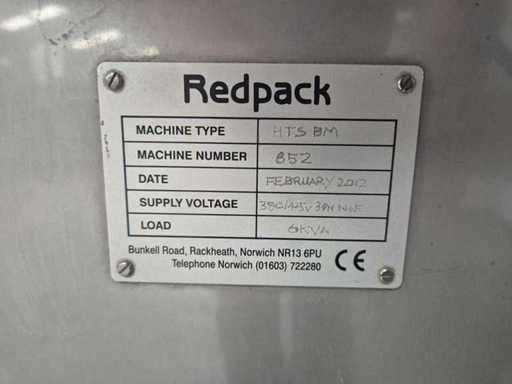 Redpack
MACHINE TYPE HTS BM
MACHINE NUMBER 852
DATE FEBRUARY 2012
SUPPLY VOLTAGE
LOAD 6KVA
Bunkell Road, Rackheath, Norwich NR13 6PU
Telephone Norwich (01603) 722280 CE